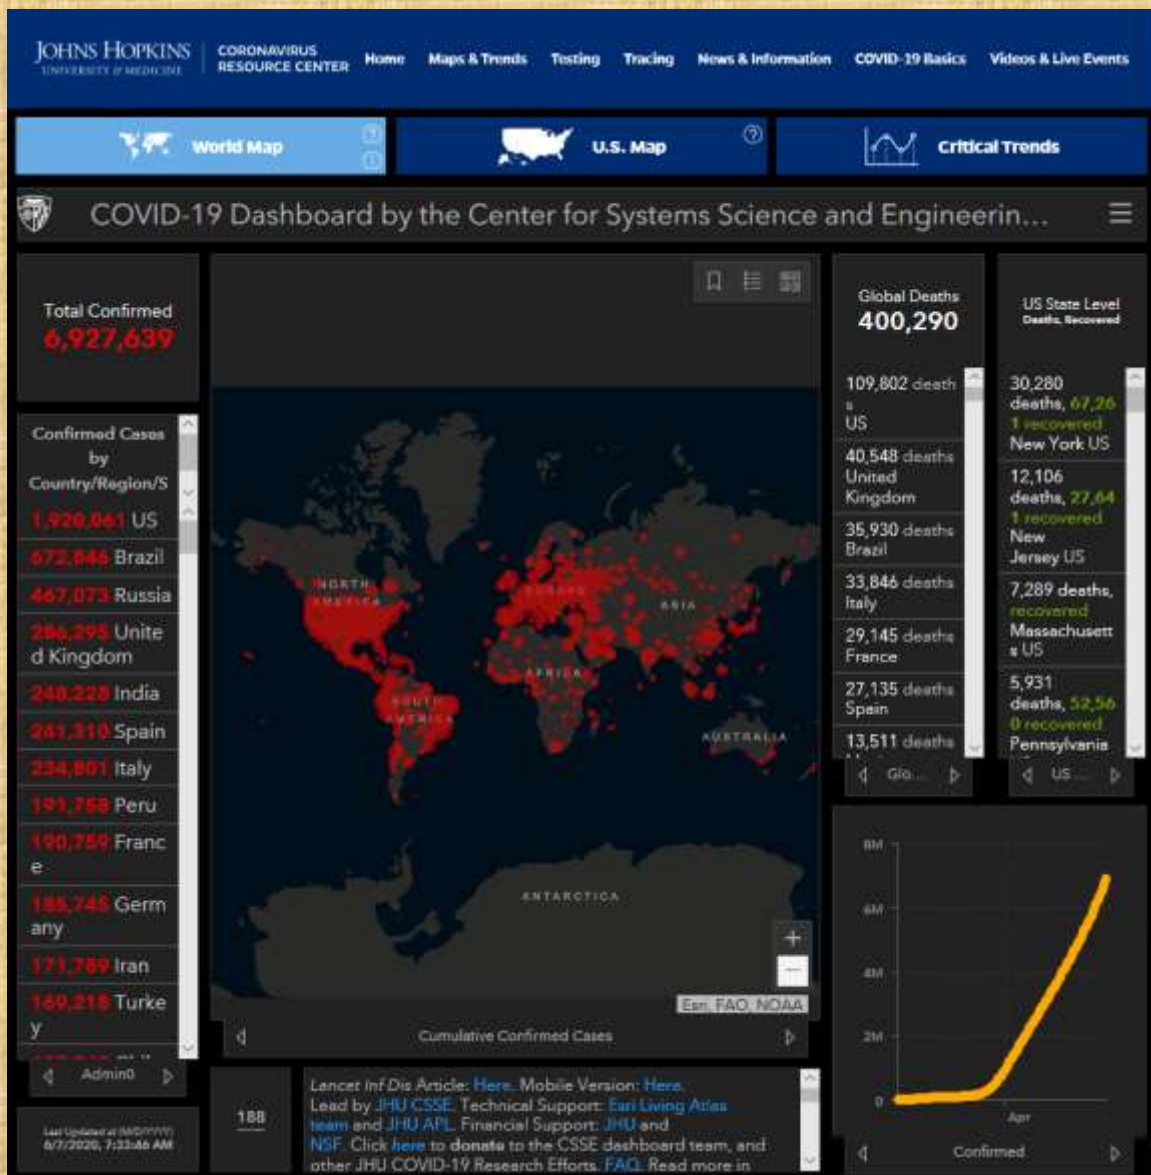 JOHNS HOPKINS
UNIVERSITY & MEDICINE
CORONAVIRUS
RESOURCE CENTER
Home
Maps & Trends
Testing
Tracing
News & Information
COVID-19 Basics
Videos & Live Events
World Map
U.S. Map
Critical Trends
COVID-19 Dashboard by the Center for Systems Science and Engineerin...
Total Confirmed
6,927,639
Confirmed Cases
by
Country/Region/S
1,920,061 US
672,846 Brazil
467,073 Russia
286,295 Unite
d Kingdom
248,228 India
241,310 Spain
234,801 Italy
191,758 Peru
190,759 Franc
e
185,745 Germ
any
171,789 Iran
169,218 Turke
y
Admin0
Last Updated at (M/D/YYYY)
6/7/2020, 7:33:46 AM
NORTH
AMERICA
SOUTH
AMERICA
EUROPE
AFRICA
ASIA
AUSTRALIA
ANTARCTICA
+
−
Esri, FAO, NOAA
Cumulative Confirmed Cases
188
Lancet Inf Dis Article: Here. Mobile Version: Here.
Lead by JHU CSSE. Technical Support: Esri Living Atlas
team and JHU APL. Financial Support: JHU and
NSF. Click here to donate to the CSSE dashboard team, and
other JHU COVID-19 Research Efforts. FAQ. Read more in
Global Deaths
400,290
109,802 death
s
US
40,548 deaths
United
Kingdom
35,930 deaths
Brazil
33,846 deaths
Italy
29,145 deaths
France
27,135 deaths
Spain
13,511 deaths
Glo...
US State Level
Deaths, Recovered
30,280
deaths, 67,26
1 recovered
New York US
12,106
deaths, 27,64
1 recovered
New
Jersey US
7,289 deaths,
recovered
Massachusett
s US
5,931
deaths, 52,56
0 recovered
Pennsylvania
US ...
8M
6M
4M
2M
0
Apr
Confirmed